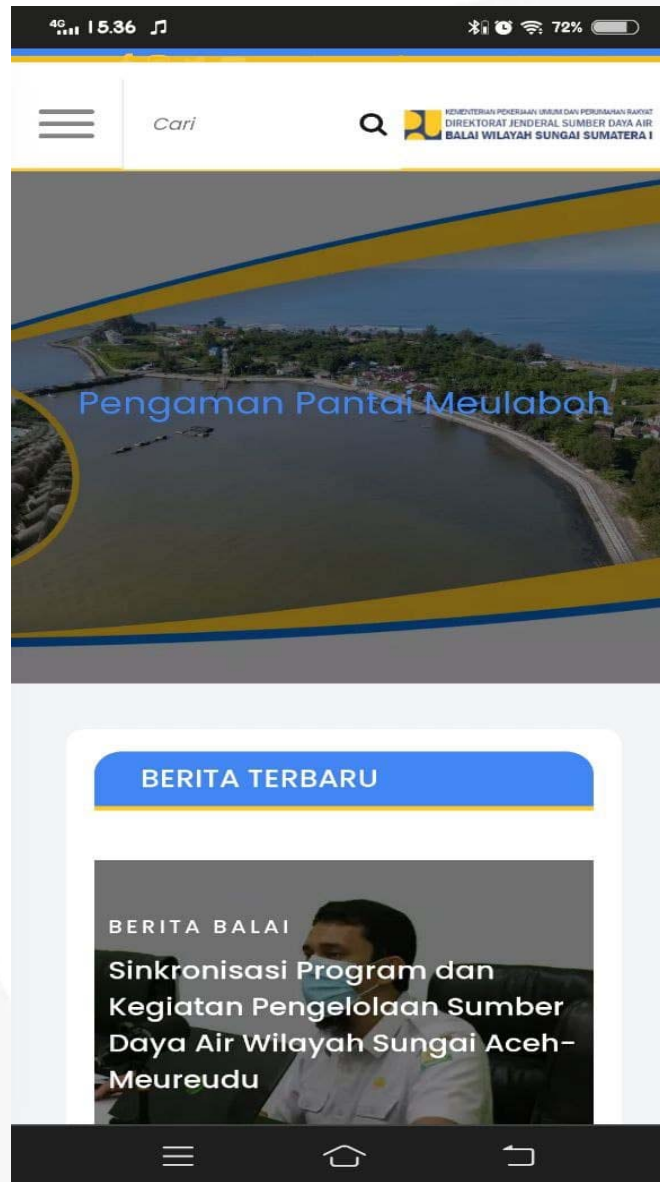 4G 15.36 72%
Cari
KEMENTERIAN PEKERJAAN UMUM DAN PERUMAHAN RAKYAT
DIREKTORAT JENDERAL SUMBER DAYA AIR
BALAI WILAYAH SUNGAI SUMATERA I
Pengaman Pantai Meulaboh
BERITA TERBARU
BERITA BALAI
Sinkronisasi Program dan
Kegiatan Pengelolaan Sumber
Daya Air Wilayah Sungai Aceh-
Meureudu